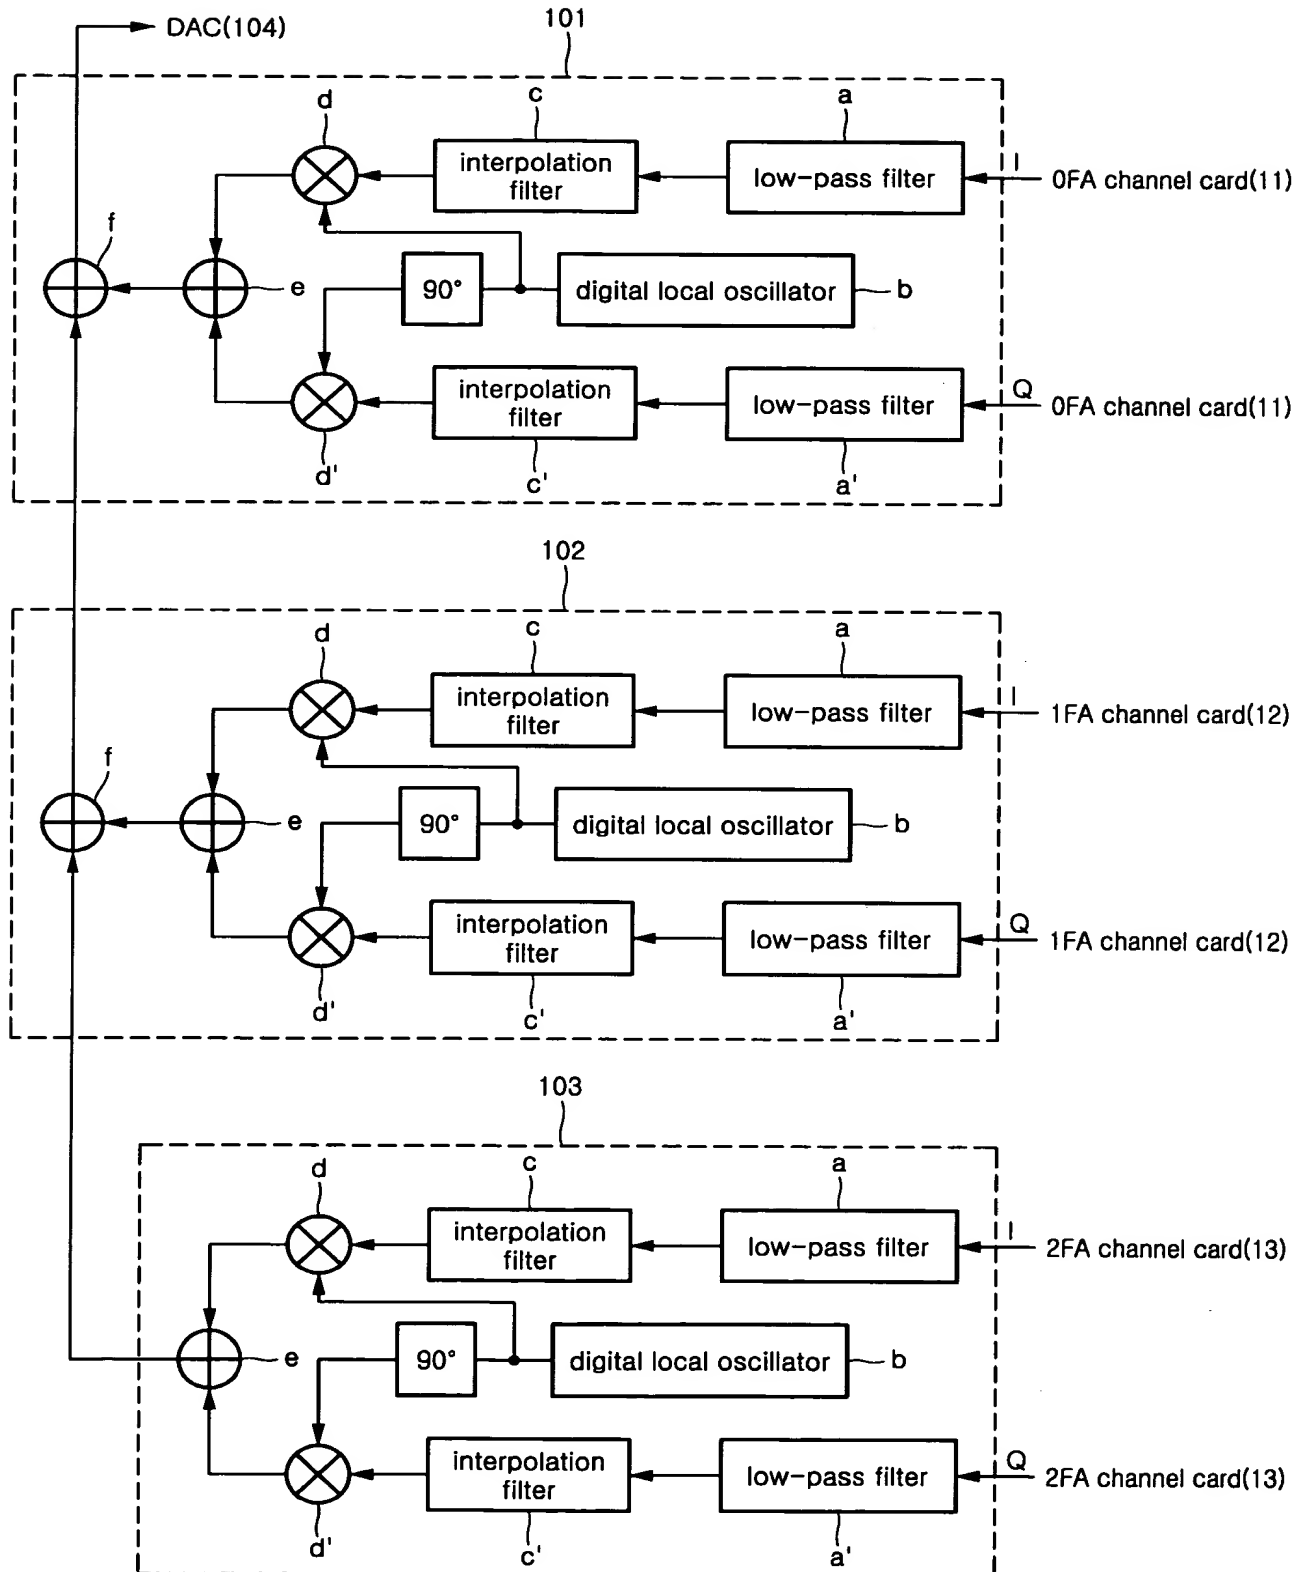 DAC(104)
101
d
c
a
interpolation
filter
low-pass filter
I
0FA channel card(11)
f
e
90°
digital local oscillator
b
interpolation
filter
low-pass filter
Q
0FA channel card(11)
d'
c'
a'
102
d
c
a
interpolation
filter
low-pass filter
I
1FA channel card(12)
f
e
90°
digital local oscillator
b
interpolation
filter
low-pass filter
Q
1FA channel card(12)
d'
c'
a'
103
d
c
a
interpolation
filter
low-pass filter
I
2FA channel card(13)
e
90°
digital local oscillator
b
interpolation
filter
low-pass filter
Q
2FA channel card(13)
d'
c'
a'